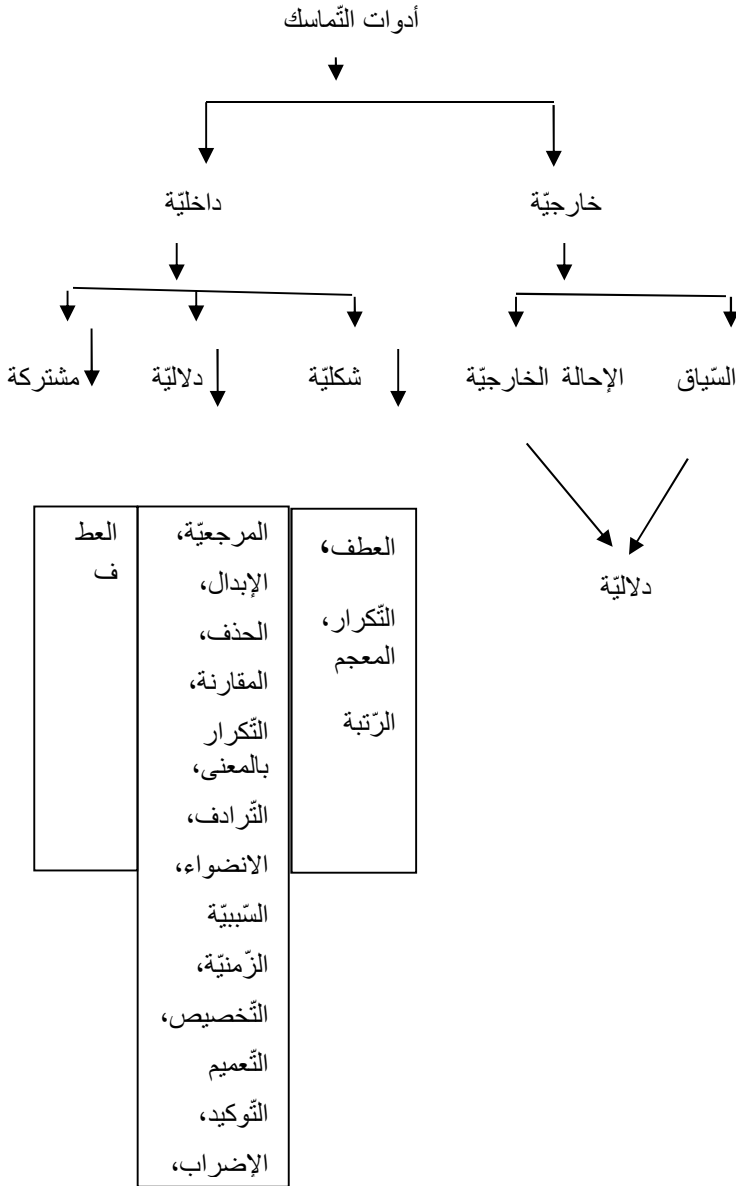 أدوات التّماسك
خارجيّة
داخليّة
السّياق
الإحالة الخارجيّة
شكليّة
دلاليّة
مشتركة
دلاليّة
العطف،
التّكرار،
المعجم
الرّتبة
المرجعيّة،
الإبدال،
الحذف،
المقارنة،
التّكرار
بالمعنى،
التّرادف،
الانضواء،
السّببيّة
الزّمنيّة،
التّخصيص،
التّعميم
التّوكيد،
الإضراب،
العط
ف